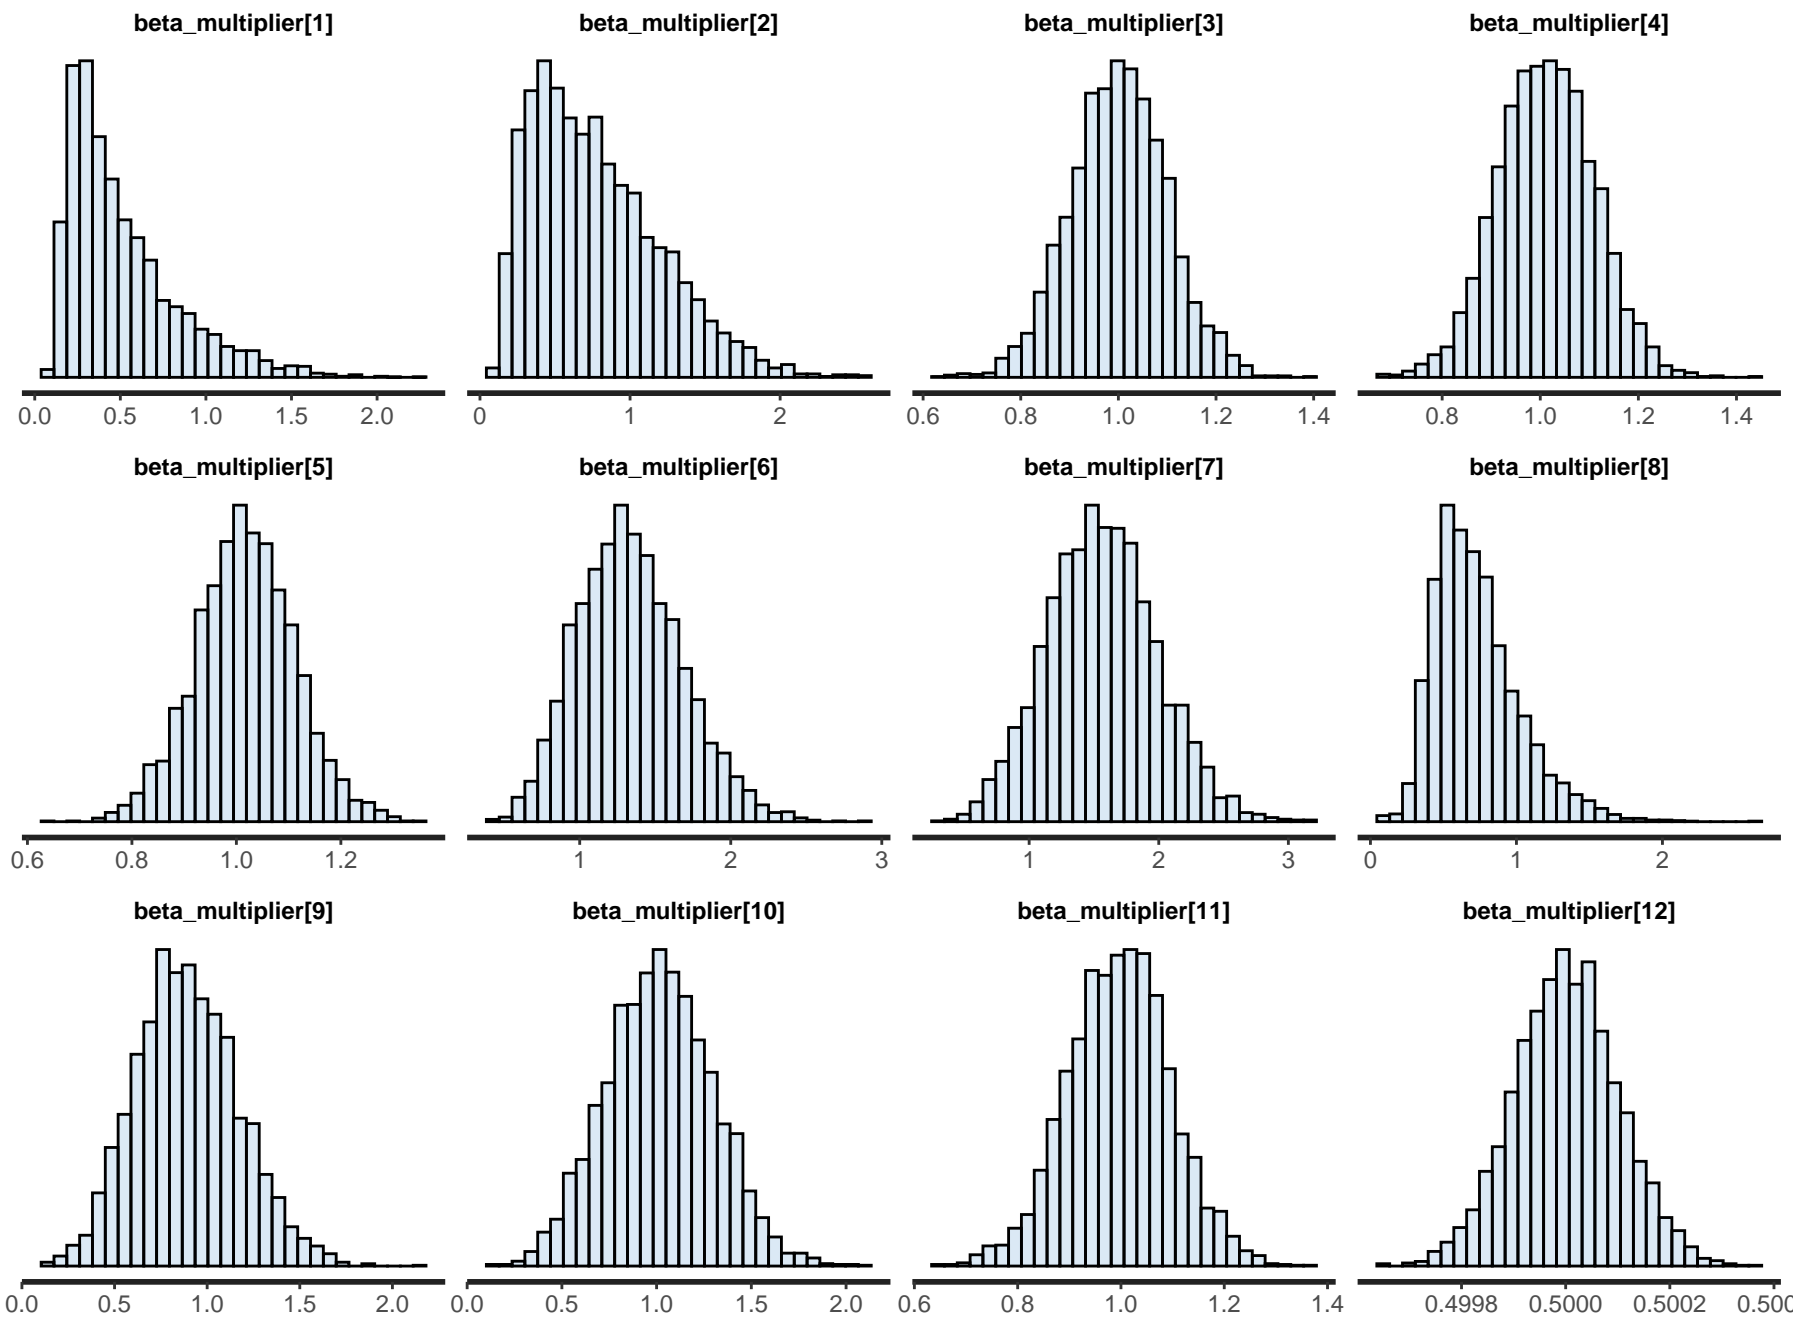 beta_multiplier[1] beta_multiplier[2] beta_multiplier[3] beta_multiplier[4]
0.0 0.5 1.0 1.5 2.0 0 1 2 0.6 0.8 1.0 1.2 1.4 0.8 1.0 1.2 1.4
beta_multiplier[5] beta_multiplier[6] beta_multiplier[7] beta_multiplier[8]
0.6 0.8 1.0 1.2 1 2 3 1 2 3 0 1 2
beta_multiplier[9] beta_multiplier[10] beta_multiplier[11] beta_multiplier[12]
0.0 0.5 1.0 1.5 2.0 0.0 0.5 1.0 1.5 2.0 0.6 0.8 1.0 1.2 1.4 0.4998 0.5000 0.5002